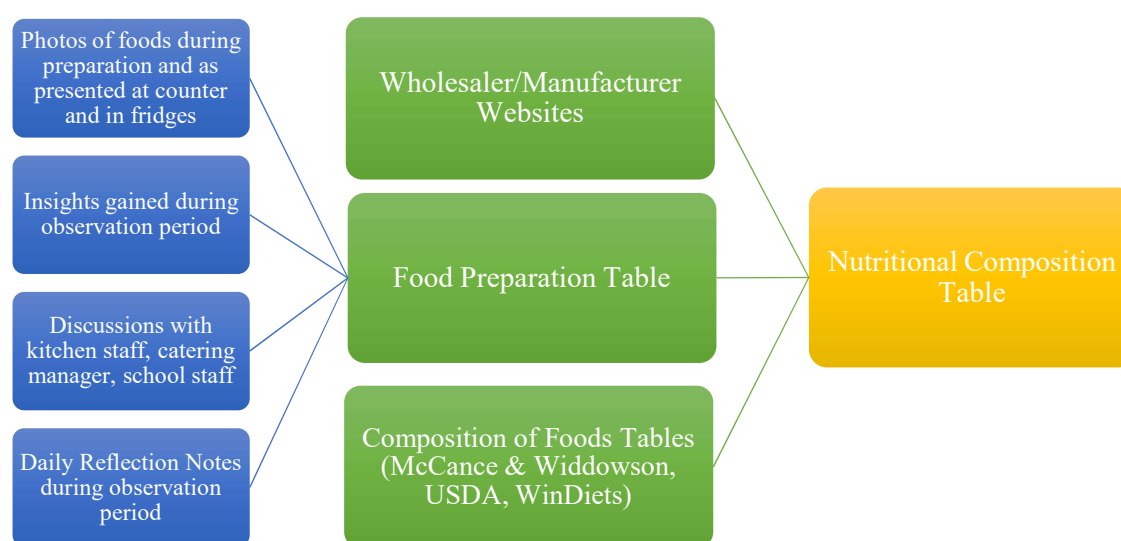 Photos of foods during
preparation and as
presented at counter
and in fridges
Insights gained during
observation period
Discussions with
kitchen staff, catering
manager, school staff
Daily Reflection Notes
during observation
period
Wholesaler/Manufacturer
Websites
Food Preparation Table
Composition of Foods Tables
(McCance & Widdowson,
USDA, WinDiets)
Nutritional Composition
Table